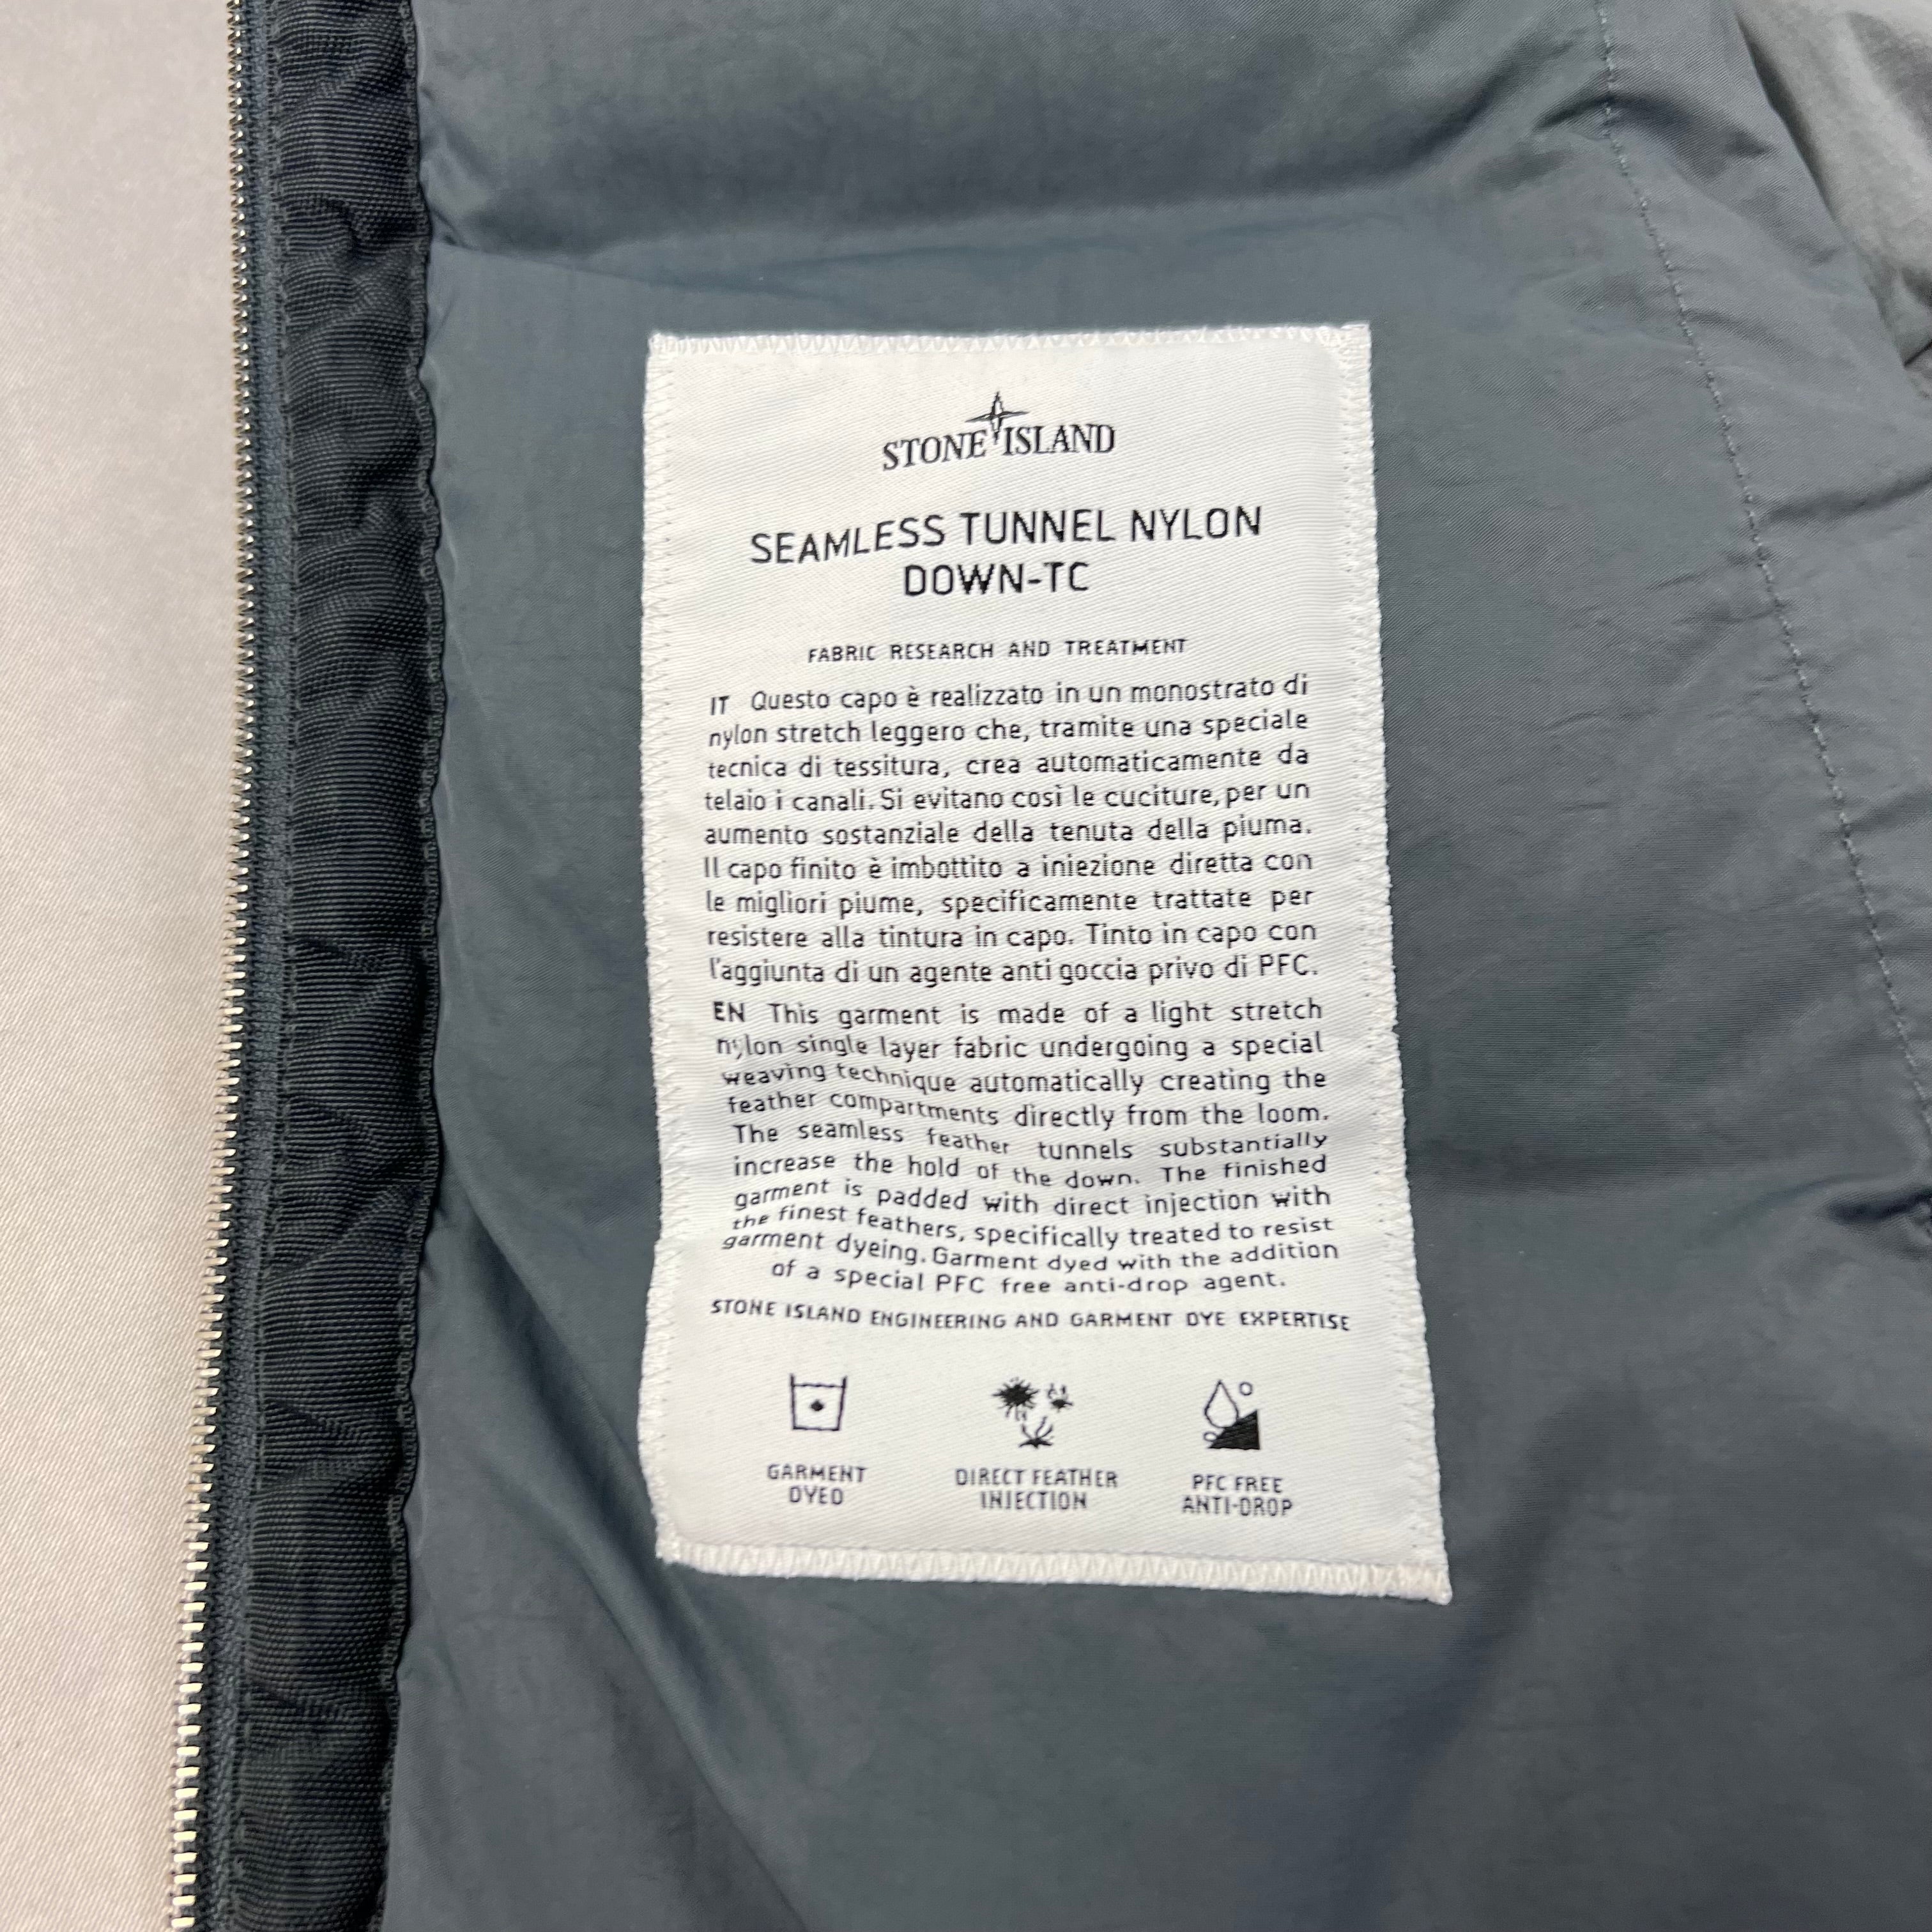 STONE ISLAND
SEAMLESS TUNNEL NYLON
DOWN-TC
FABRIC RESEARCH AND TREATMENT
IT Questo capo è realizzato in un monostrato di
nylon stretch leggero che, tramite una speciale
tecnica di tessitura, crea automaticamente da
telaio i canali. Si evitano così le cuciture, per un
aumento sostanziale della tenuta della piuma.
Il capo finito è imbottito a iniezione diretta con
le migliori piume, specificamente trattate per
resistere alla tintura in capo. Tinto in capo con
l'aggiunta di un agente anti goccia privo di PFC.
EN This garment is made of a light stretch
nylon single layer fabric undergoing a special
weaving technique automatically creating the
feather compartments directly from the loom.
The seamless feather tunnels substantially
increase the hold of the down. The finished
garment is padded with direct injection with
the finest feathers, specifically treated to resist
garment dyeing. Garment dyed with the addition
of a special PFC free anti-drop agent.
STONE ISLAND ENGINEERING AND GARMENT DYE EXPERTISE
GARMENT
DYED
DIRECT FEATHER
INJECTION
PFC FREE
ANTI-DROP